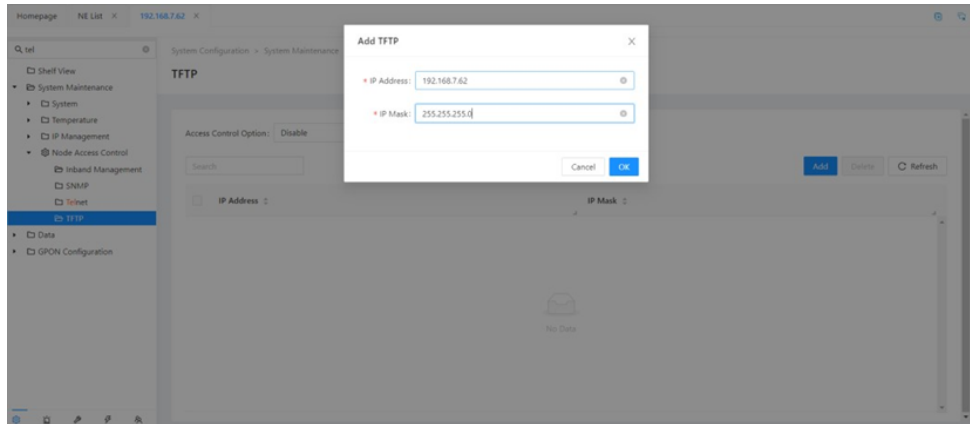 Homepage NE List × 192.168.7.62 ×
tel
Shelf View
System Maintenance
System
Temperature
IP Management
Node Access Control
Inband Management
SNMP
Telnet
TFTP
Data
GPON Configuration
System Configuration > System Maintenance
TFTP
Access Control Option: Disable
Search
Add Delete Refresh
IP Address IP Mask
No Data
Add TFTP
* IP Address: 192.168.7.62
* IP Mask: 255.255.255.0
Cancel OK